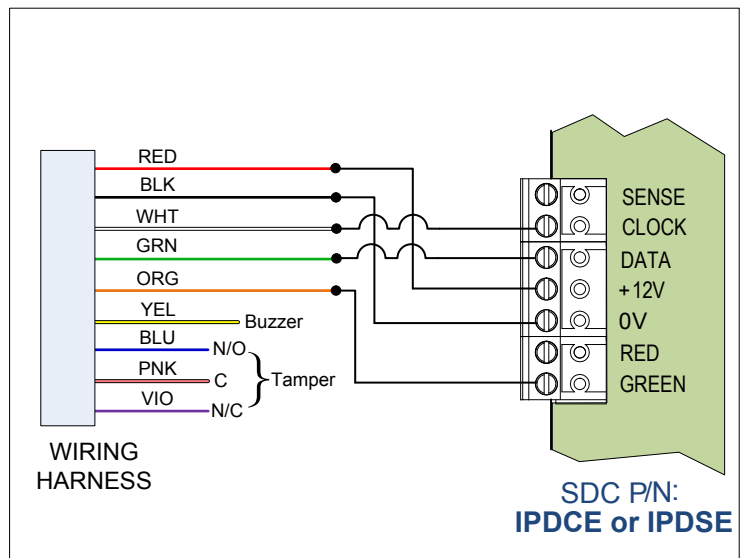 RED
BLK
WHT
GRN
ORG
YEL
Buzzer
BLU
N/O
PNK
C
Tamper
VIO
N/C
WIRING
HARNESS
SENSE
CLOCK
DATA
+12V
0V
RED
GREEN
SDC P/N:
IPDCE or IPDSE